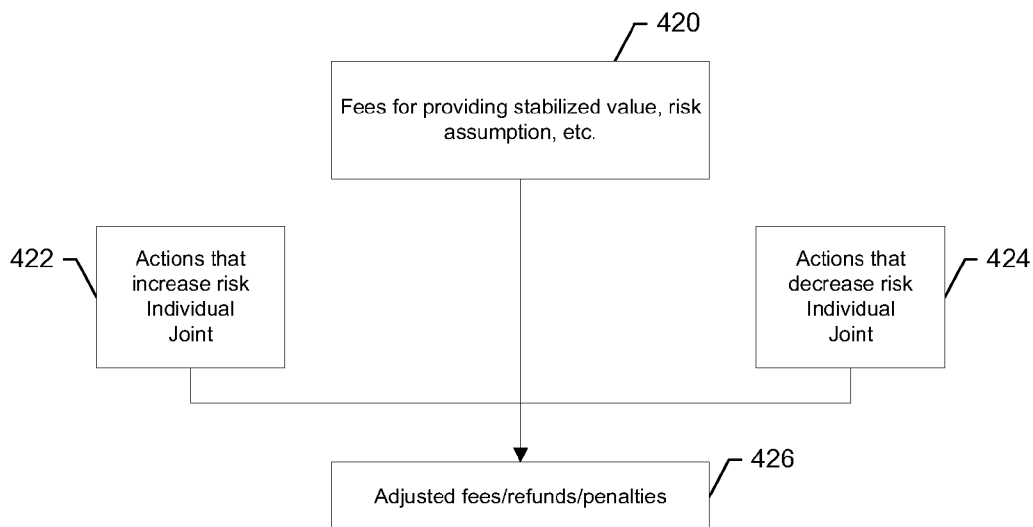 420
Fees for providing stabilized value, risk
assumption, etc.
422
Actions that
increase risk
Individual
Joint
Actions that
decrease risk
Individual
Joint
424
426
Adjusted fees/refunds/penalties